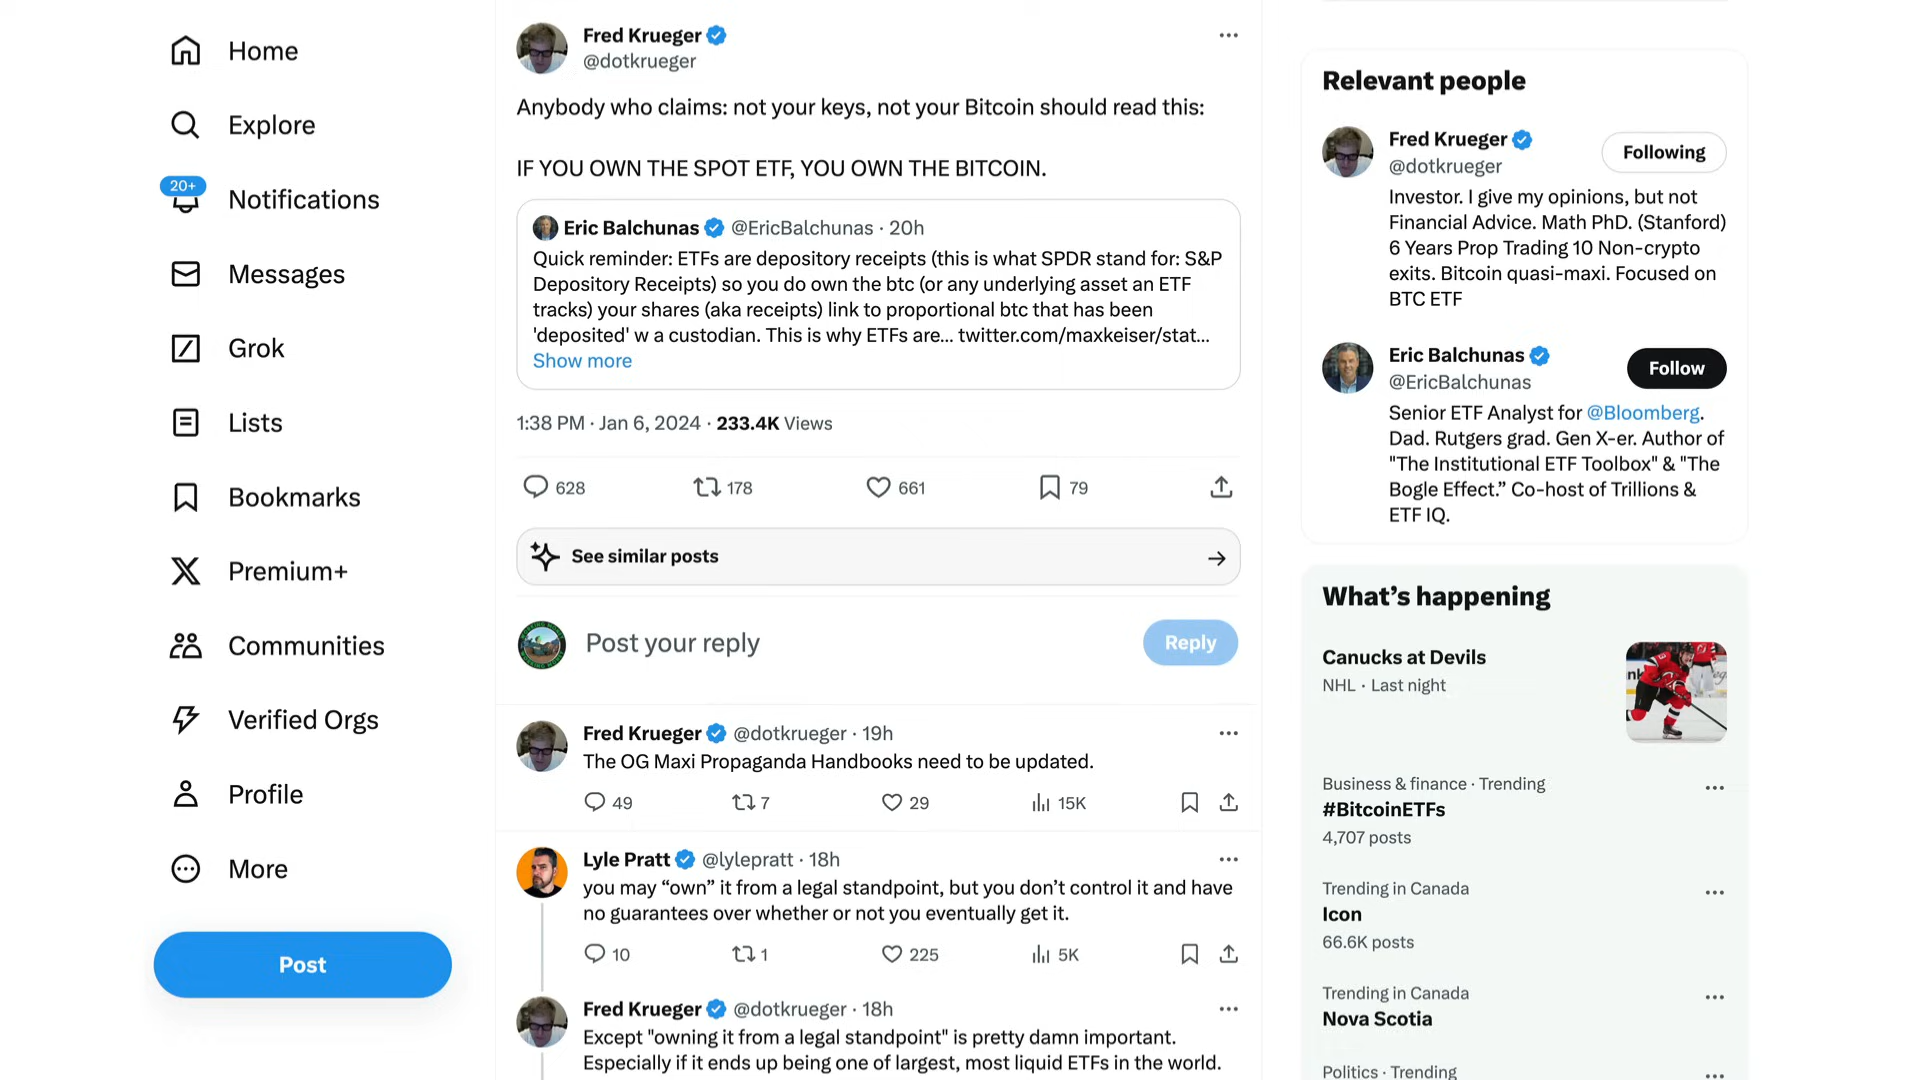 Home
Explore
20+
Notifications
Messages
Grok
Lists
Bookmarks
Premium+
Communities
Verified Orgs
Profile
More
Post
Fred Krueger
@dotkrueger
Anybody who claims: not your keys, not your Bitcoin should read this:
IF YOU OWN THE SPOT ETF, YOU OWN THE BITCOIN.
Eric Balchunas @EricBalchunas · 20h
Quick reminder: ETFs are depository receipts (this is what SPDR stand for: S&P
Depository Receipts) so you do own the btc (or any underlying asset an ETF
tracks) your shares (aka receipts) link to proportional btc that has been
'deposited' w a custodian. This is why ETFs are... twitter.com/maxkeiser/stat...
Show more
1:38 PM · Jan 6, 2024 · 233.4K Views
628 178 661 79
See similar posts
Post your reply
Reply
Fred Krueger @dotkrueger · 19h
The OG Maxi Propaganda Handbooks need to be updated.
49 7 29 15K
Lyle Pratt @lylepratt · 18h
you may “own” it from a legal standpoint, but you don’t control it and have
no guarantees over whether or not you eventually get it.
10 1 225 5K
Fred Krueger @dotkrueger · 18h
Except "owning it from a legal standpoint" is pretty damn important.
Especially if it ends up being one of largest, most liquid ETFs in the world.
Relevant people
Fred Krueger
@dotkrueger
Following
Investor. I give my opinions, but not
Financial Advice. Math PhD. (Stanford)
6 Years Prop Trading 10 Non-crypto
exits. Bitcoin quasi-maxi. Focused on
BTC ETF
Eric Balchunas
@EricBalchunas
Follow
Senior ETF Analyst for @Bloomberg.
Dad. Rutgers grad. Gen X-er. Author of
"The Institutional ETF Toolbox" & "The
Bogle Effect.” Co-host of Trillions &
ETF IQ.
What’s happening
Canucks at Devils
NHL · Last night
Business & finance · Trending
#BitcoinETFs
4,707 posts
Trending in Canada
Icon
66.6K posts
Trending in Canada
Nova Scotia
Politics · Trending